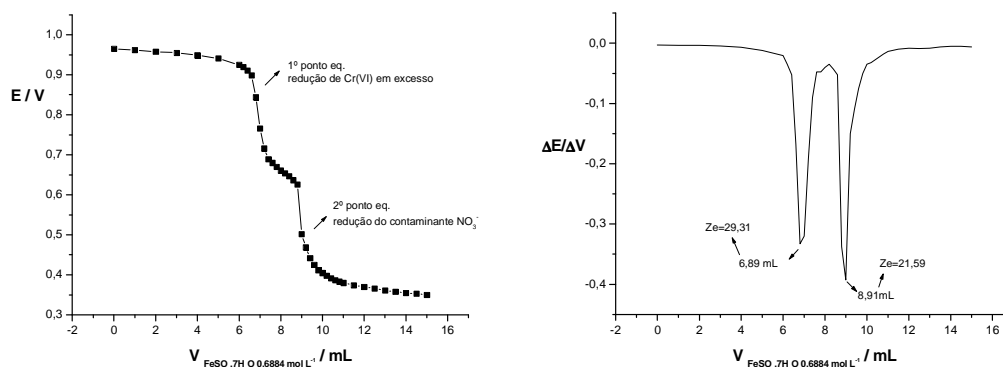 1,0
0,9
0,8
0,7
0,6
0,5
0,4
0,3
E / V
1º ponto eq.
redução de Cr(VI) em excesso
2º ponto eq.
redução do contaminante NO3-
-2 0 2 4 6 8 10 12 14 16
V FeSO .7H O 0.6884 mol L-1 / mL
0,0
-0,1
-0,2
-0,3
-0,4
ΔE/ΔV
Ze=29,31
6,89 mL
Ze=21,59
8,91mL
-2 0 2 4 6 8 10 12 14 16
V FeSO .7H O 0.6884 mol L-1 / mL